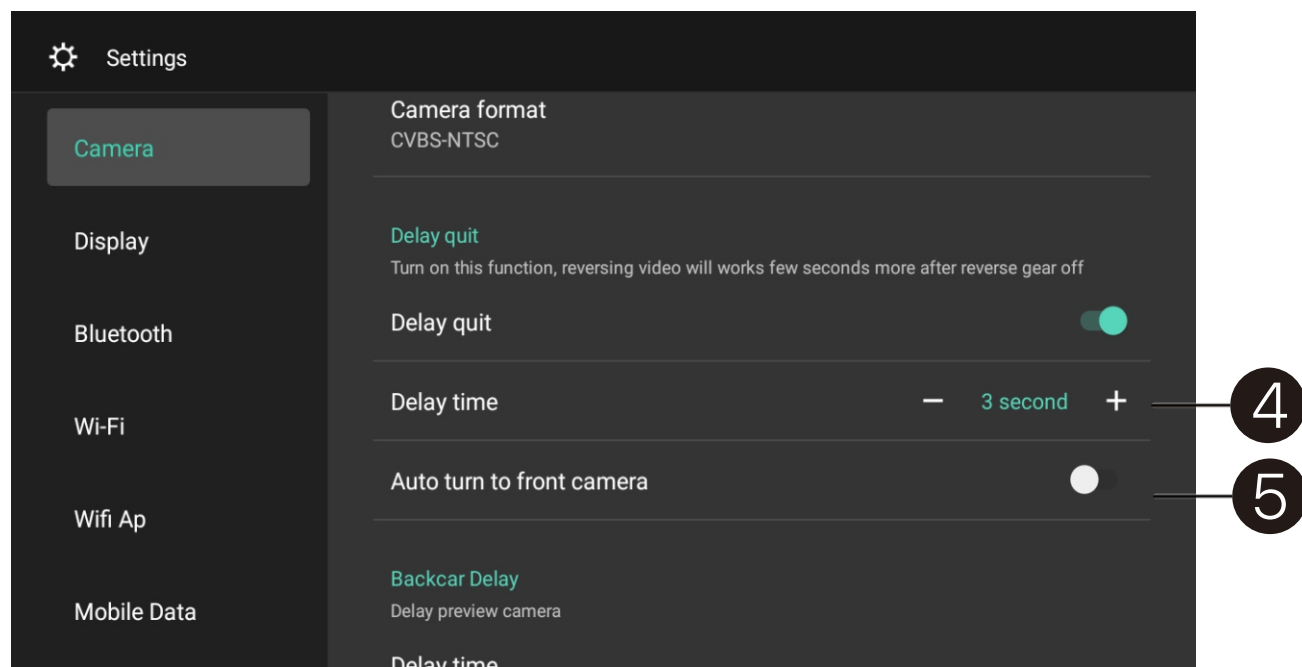 Settings
Camera
Display
Bluetooth
Wi-Fi
Wifi Ap
Mobile Data
Camera format
CVBS-NTSC
Delay quit
Turn on this function, reversing video will works few seconds more after reverse gear off
Delay quit
Delay time − 3 second +
Auto turn to front camera
Backcar Delay
Delay preview camera
Delay time
4
5